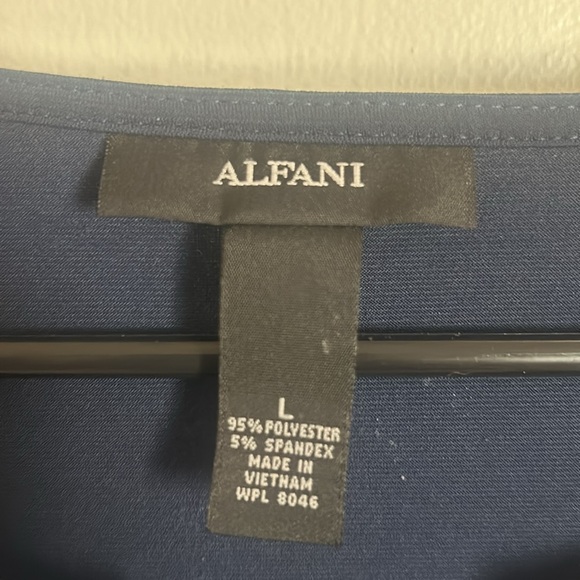 ALFANI
L
95% POLYESTER
5% SPANDEX
MADE IN
VIETNAM
WPL 8046